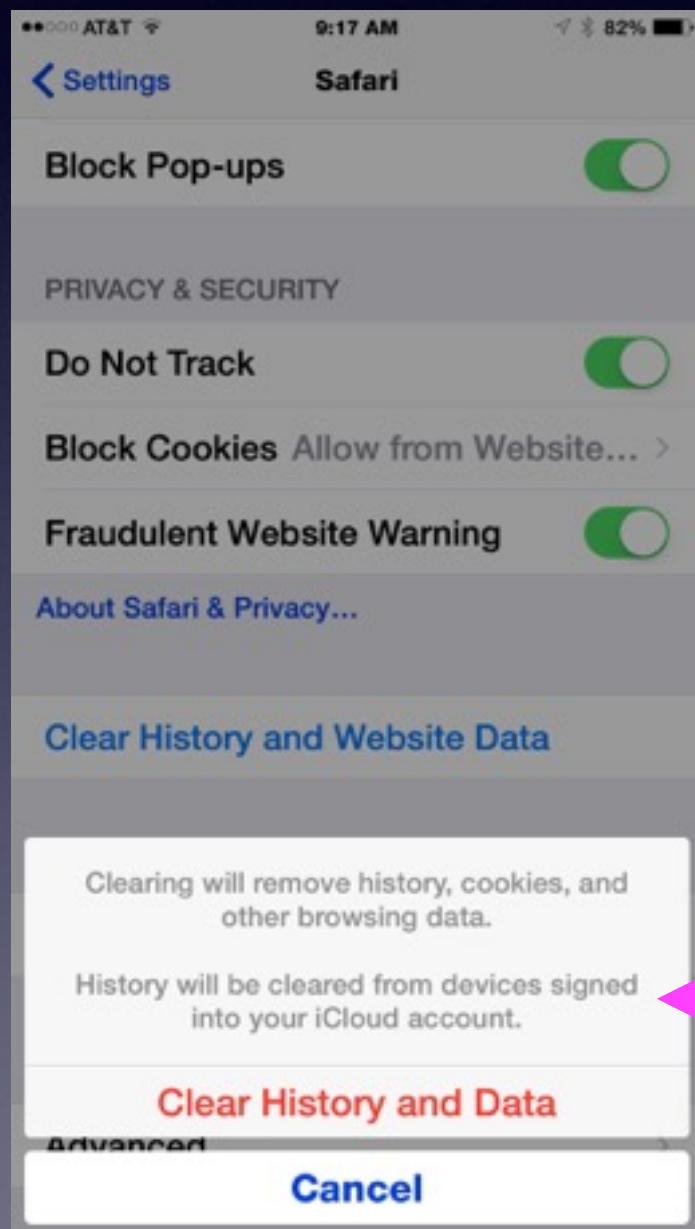 AT&T 9:17 AM 82%
Settings Safari
Block Pop-ups
PRIVACY & SECURITY
Do Not Track
Block Cookies Allow from Website... >
Fraudulent Website Warning
About Safari & Privacy...
Clear History and Website Data
Clearing will remove history, cookies, and
other browsing data.
History will be cleared from devices signed
into your iCloud account.
Clear History and Data
Advanced
Cancel